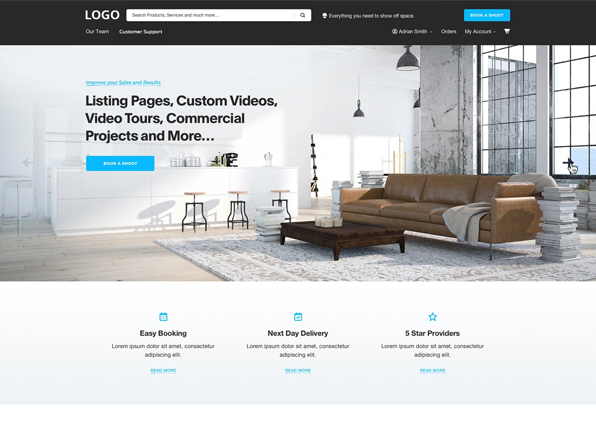 LOGO
Search Products, Services and much more...
Everything you need to show off space.
BOOK A SHOOT
Our Team
Customer Support
Adrian Smith
Orders
My Account
Improve your Sales and Results
Listing Pages, Custom Videos,
Video Tours, Commercial
Projects and More...
BOOK A SHOOT
Easy Booking
Lorem ipsum dolor sit amet, consectetur
adipiscing elit.
READ MORE
Next Day Delivery
Lorem ipsum dolor sit amet, consectetur
adipiscing elit.
READ MORE
5 Star Providers
Lorem ipsum dolor sit amet, consectetur
adipiscing elit.
READ MORE